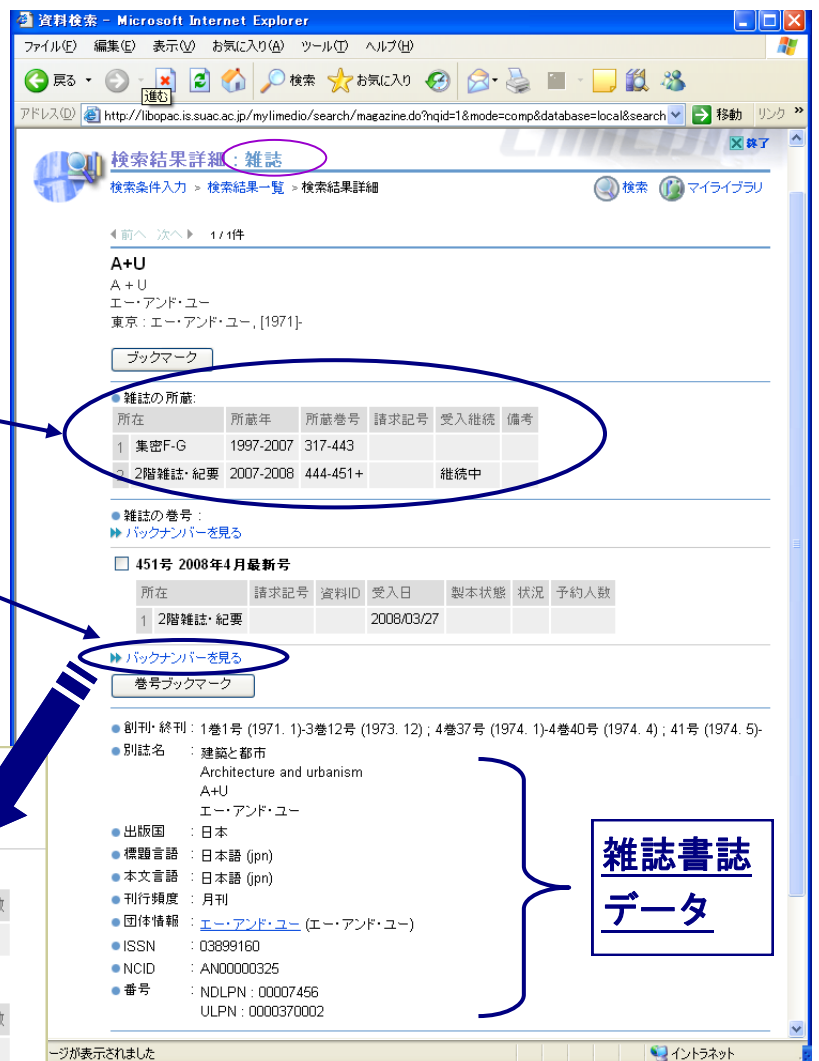 資料検索 - Microsoft Internet Explorer
ファイル(F) 編集(E) 表示(V) お気に入り(A) ツール(T) ヘルプ(H)
戻る 検索 お気に入り
進む
アドレス(D) http://libopac.is.suac.ac.jp/mylimedio/search/magazine.do?nqid=1&mode=comp&database=local&search 移動 リンク »
終了
検索結果詳細 : 雑誌
検索条件入力 > 検索結果一覧 > 検索結果詳細 検索 マイライブラリ
前へ 次へ 1 / 1件
A+U
A + U
エー・アンド・ユー
東京 : エー・アンド・ユー , [1971]-
ブックマーク
雑誌の所蔵:
所在 所蔵年 所蔵巻号 請求記号 受入継続 備考
1 集密F-G 1997-2007 317-443
2 2階雑誌・紀要 2007-2008 444-451+ 継続中
雑誌の巻号 :
バックナンバーを見る
451号 2008年4月最新号
所在 請求記号 資料ID 受入日 製本状態 状況 予約人数
1 2階雑誌・紀要 2008/03/27
バックナンバーを見る
巻号ブックマーク
創刊・終刊 : 1巻1号 (1971. 1)-3巻12号 (1973. 12) ; 4巻37号 (1974. 1)-4巻40号 (1974. 4) ; 41号 (1974. 5)-
別誌名 : 建築と都市
Architecture and urbanism
A+U
エー・アンド・ユー
出版国 : 日本
標題言語 : 日本語 (jpn)
本文言語 : 日本語 (jpn)
刊行頻度 : 月刊
団体情報 : エー・アンド・ユー (エー・アンド・ユー)
ISSN : 03899160
NCID : AN00000325
番号 : NDLPN : 00007456
ULPN : 0000370002
雑誌書誌
データ
ージが表示されました イントラネット